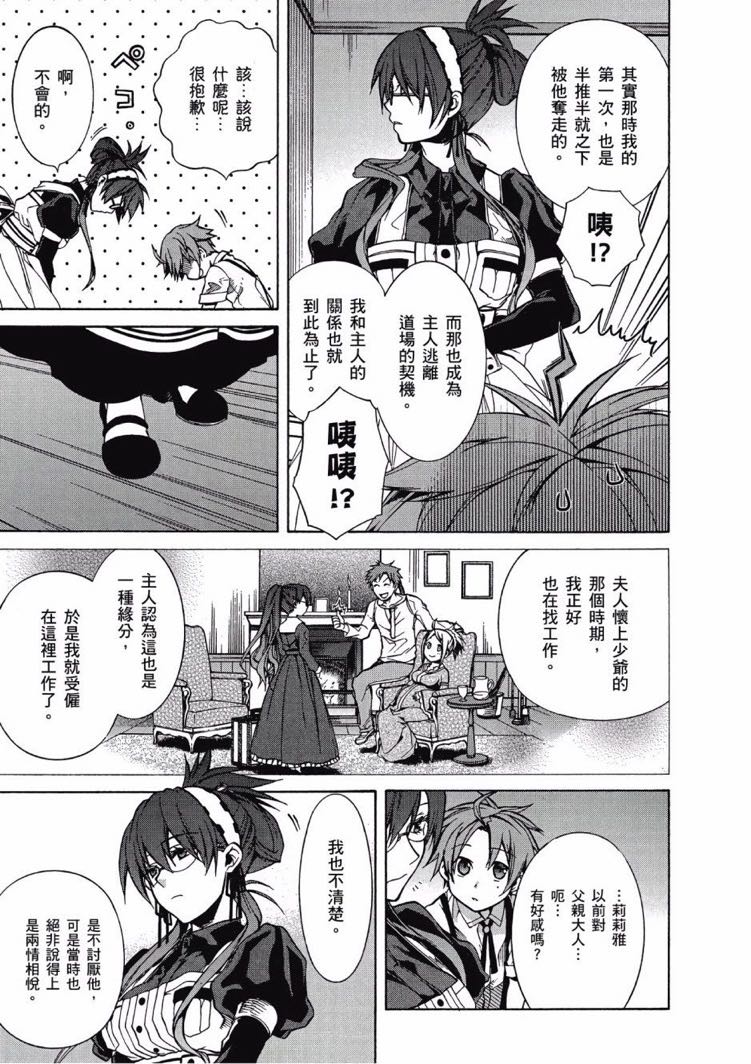 其實那時我的
第一次，也是
半推半就之下
被他奪走的。
咦!?
而那也成為
主人逃離
道場的契機。
我和主人的
關係也就
到此為止了。
咦
咦!?
該…該說
什麼呢…
很抱歉…
ペコ。
啊，
不會的。
夫人懷上少爺的
那個時期，
我正好
也在找工作。
主人認為這也是
一種緣分，
於是我就受僱
在這裡工作了。
…莉莉雅
以前對
父親大人…
呃…
有好感嗎？
我也不清楚。
是不討厭他，
可是當時也
絕非說得上
是兩情相悅。